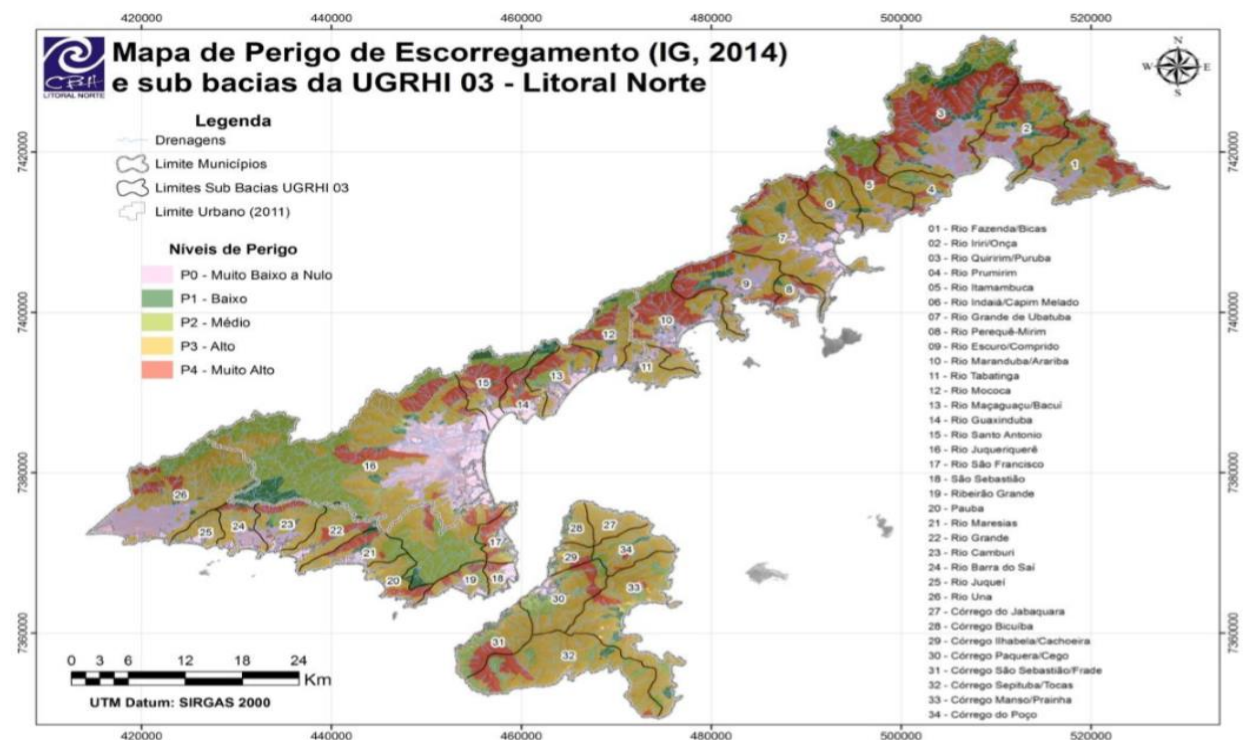 420000 440000 460000 480000 500000 520000
CBH
LITORAL NORTE
Mapa de Perigo de Escorregamento (IG, 2014)
e sub bacias da UGRHI 03 - Litoral Norte
N
W E
S
Legenda
Drenagens
Limite Municípios
Limites Sub Bacias UGRHI 03
Limite Urbano (2011)
Níveis de Perigo
P0 - Muito Baixo a Nulo
P1 - Baixo
P2 - Médio
P3 - Alto
P4 - Muito Alto
7420000 7420000
7400000 7400000
7380000 7380000
7360000 7360000
3
2
1
5
4
6
7
9
8
10
12
11
13
15
14
16
26
25
24
23
22
21
20
19
18
17
28
27
29
34
33
30
31
32
01 - Rio Fazenda/Bicas
02 - Rio Iriri/Onça
03 - Rio Quiririm/Puruba
04 - Rio Prumirim
05 - Rio Itamambuca
06 - Rio Indaiá/Capim Melado
07 - Rio Grande de Ubatuba
08 - Rio Perequê-Mirim
09 - Rio Escuro/Comprido
10 - Rio Maranduba/Arariba
11 - Rio Tabatinga
12 - Rio Mococa
13 - Rio Maçaguaçu/Bacuí
14 - Rio Guaxinduba
15 - Rio Santo Antonio
16 - Rio Juqueriquerê
17 - Rio São Francisco
18 - São Sebastião
19 - Ribeirão Grande
20 - Pauba
21 - Rio Maresias
22 - Rio Grande
23 - Rio Camburi
24 - Rio Barra do Saí
25 - Rio Juqueí
26 - Rio Una
27 - Córrego do Jabaquara
28 - Córrego Bicuíba
29 - Córrego Ilhabela/Cachoeira
30 - Córrego Paquera/Cego
31 - Córrego São Sebastião/Frade
32 - Córrego Sepituba/Tocas
33 - Córrego Manso/Prainha
34 - Córrego do Poço
0 3 6 12 18 24
Km
UTM Datum: SIRGAS 2000
420000 440000 460000 480000 500000 520000